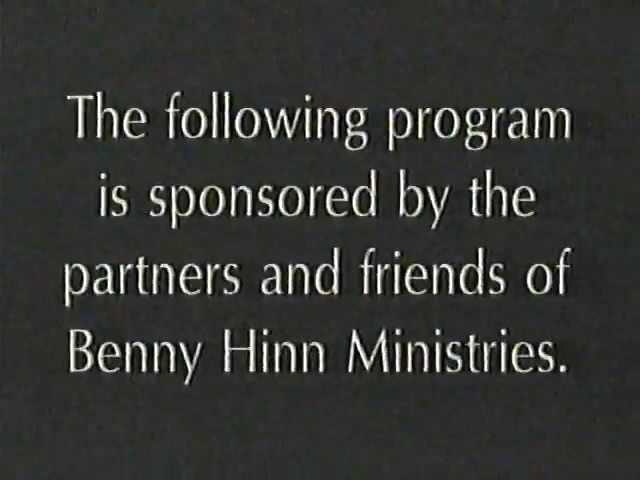 The following program
is sponsored by the
partners and friends of
Benny Hinn Ministries.